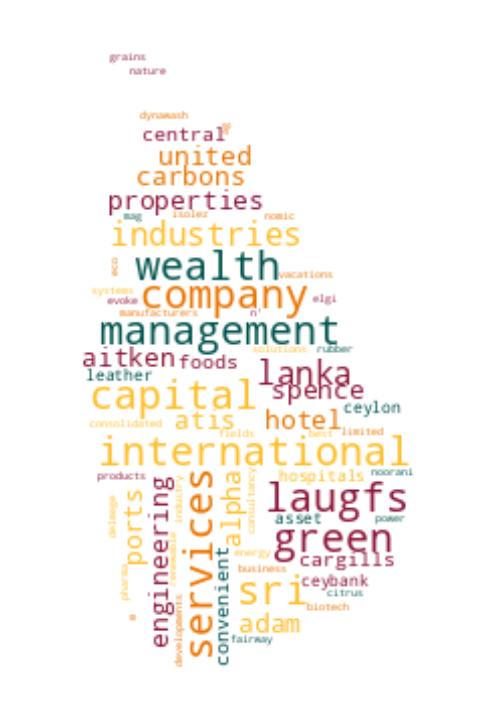 grains
nature
dynawash
central
united
carbons
properties
mag isolez nomic
industries
eco wealth vacations
systems company
evoke elgi
manufacturers n'
management
solutions rubber
aitken foods
leather lanka
capital spence
ceylon
consolidated atis hotel
fields best limited
international
products hospitals noorani
delmege ports engineering industry services alpha consultancy laugfs
asset power
renewable green
energy cargills
pharma business ceybank
convenient sri citrus
biotech
developments adam
fairway